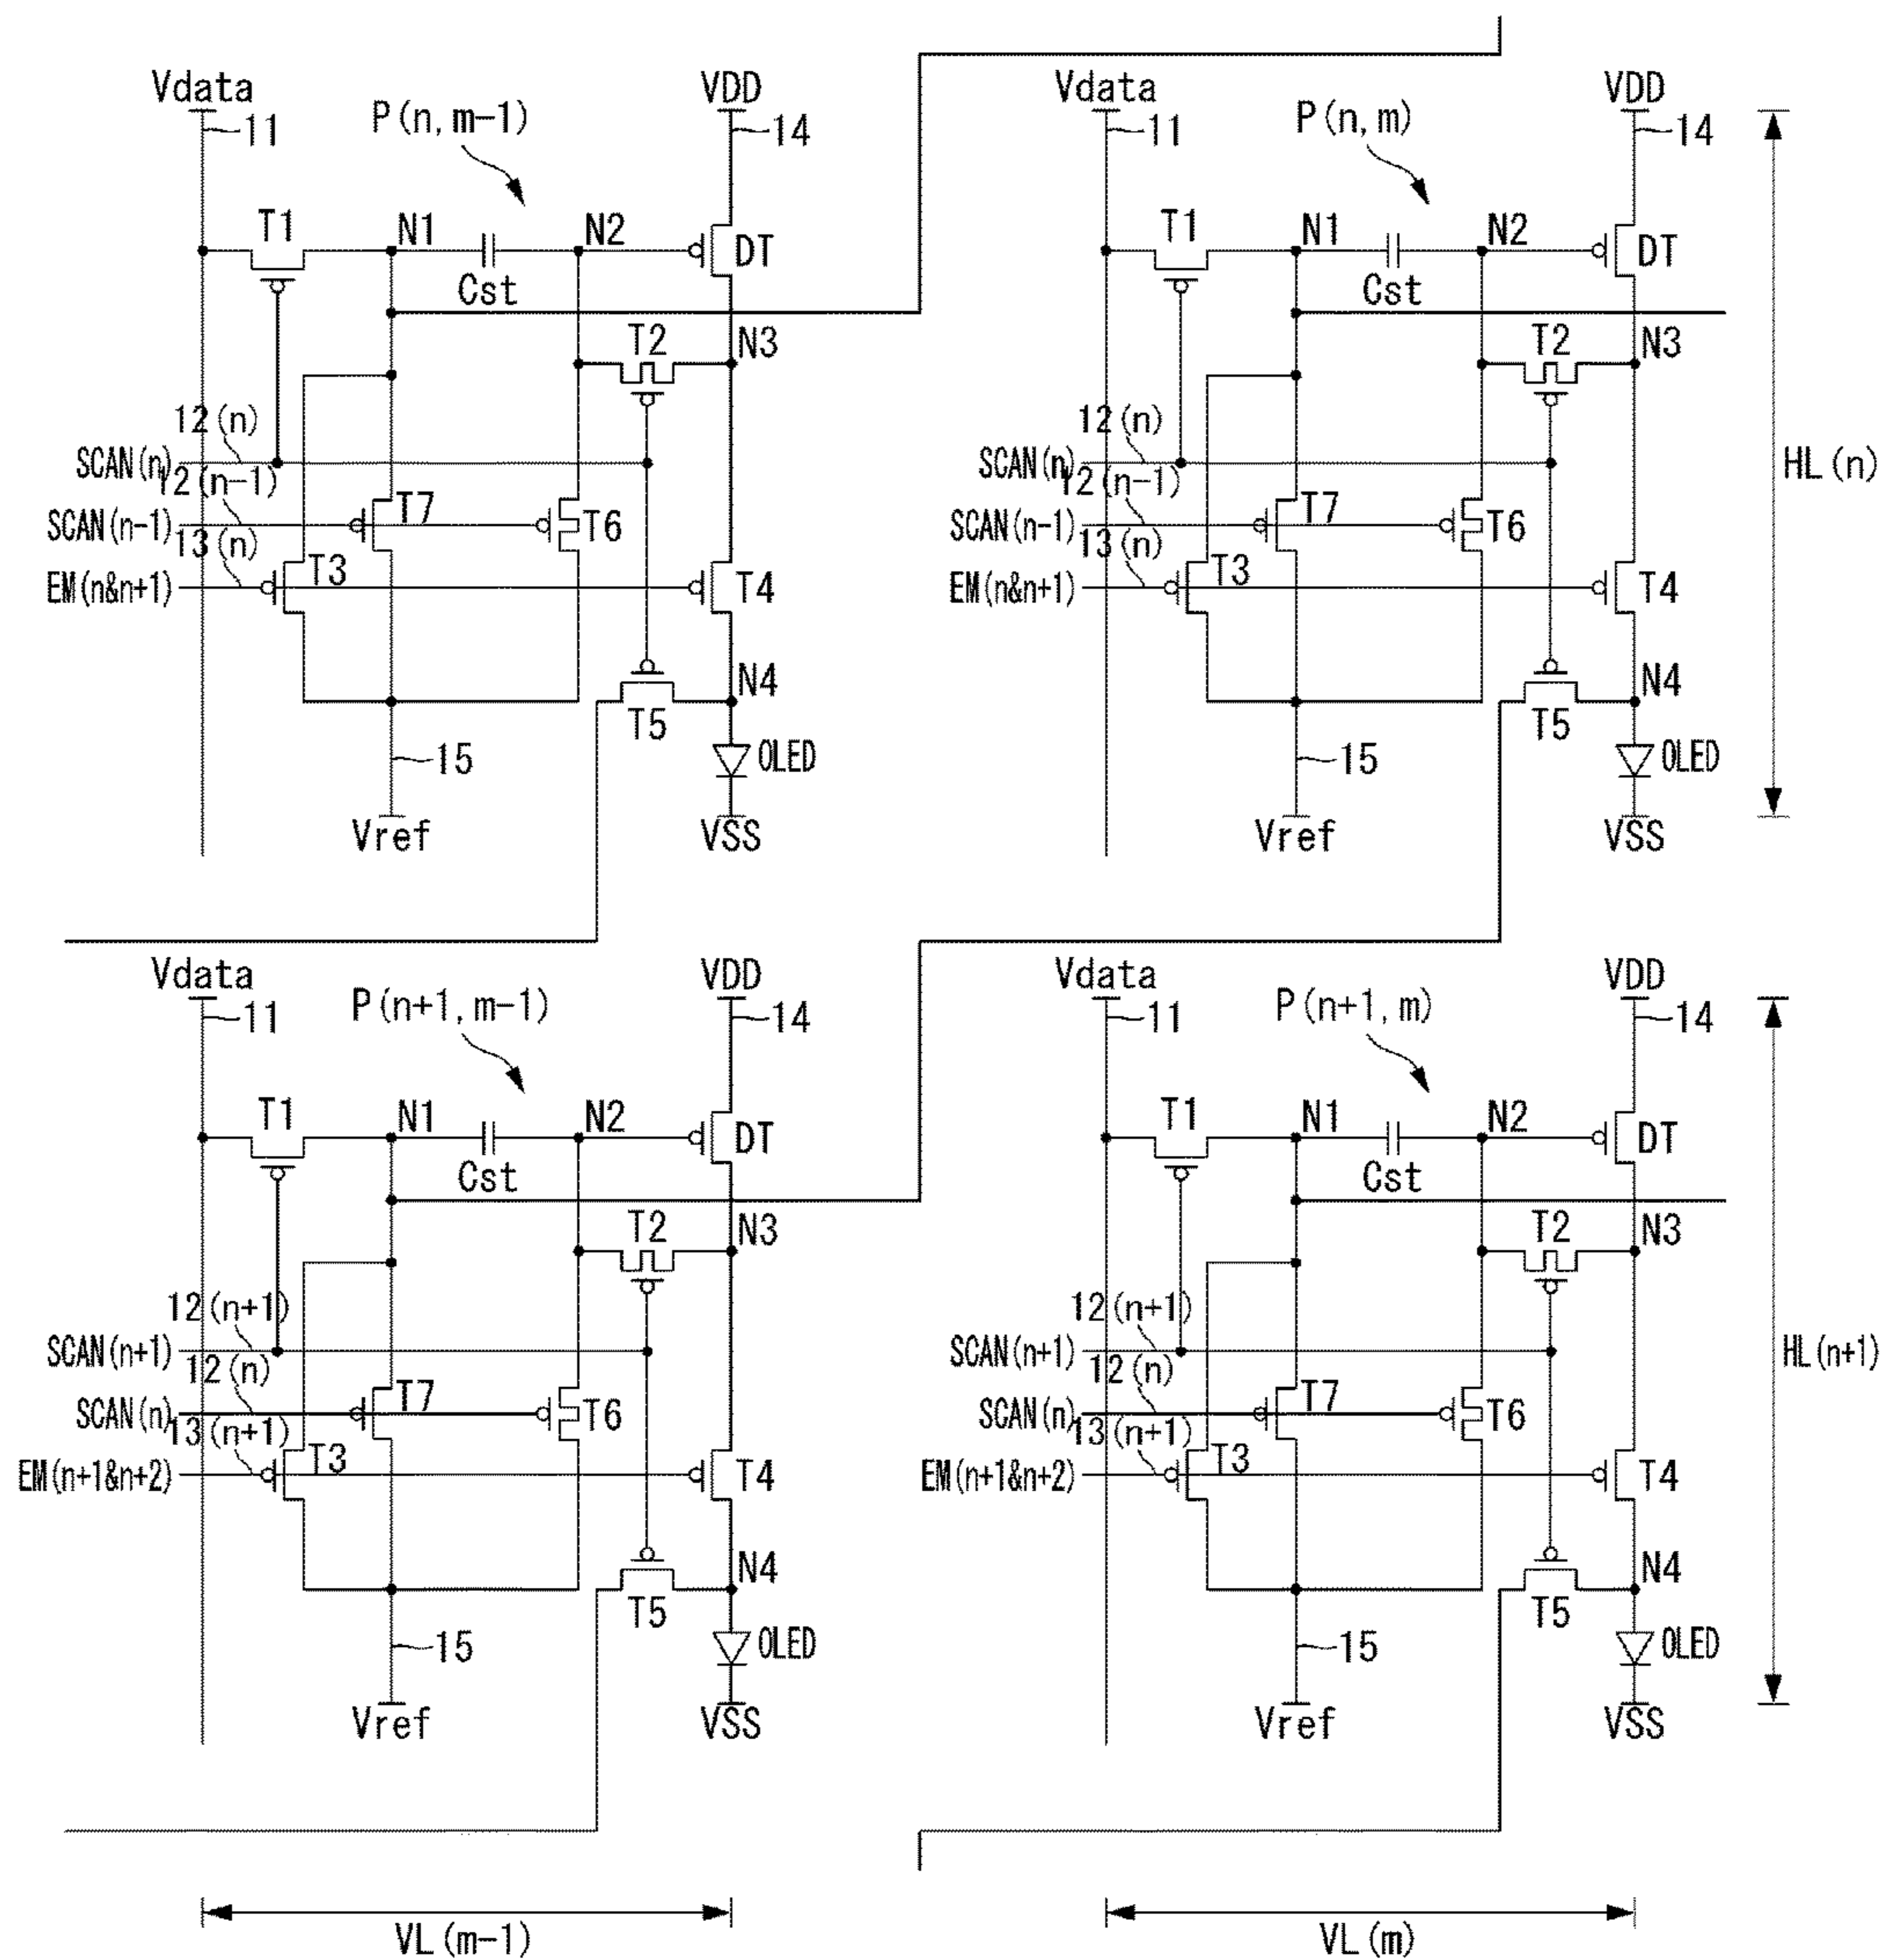 Vdata
11
P(n,m-1)
VDD
14
T1
N1
Cst
N2
DT
T2
N3
12(n)
SCAN(n)
12(n-1)
SCAN(n-1)
T7
T6
13(n)
EM(n&n+1)
T3
T4
T5
N4
15
OLED
Vref
VSS
Vdata
11
P(n,m)
VDD
14
T1
N1
Cst
N2
DT
T2
N3
12(n)
SCAN(n)
12(n-1)
SCAN(n-1)
T7
T6
13(n)
EM(n&n+1)
T3
T4
T5
N4
15
OLED
Vref
VSS
HL(n)
Vdata
11
P(n+1,m-1)
VDD
14
T1
N1
Cst
N2
DT
T2
N3
12(n+1)
SCAN(n+1)
12(n)
SCAN(n)
T7
T6
13(n+1)
EM(n+1&n+2)
T3
T4
T5
N4
15
OLED
Vref
VSS
Vdata
11
P(n+1,m)
VDD
14
T1
N1
Cst
N2
DT
T2
N3
12(n+1)
SCAN(n+1)
12(n)
SCAN(n)
T7
T6
13(n+1)
EM(n+1&n+2)
T3
T4
T5
N4
15
OLED
Vref
VSS
HL(n+1)
VL(m-1)
VL(m)